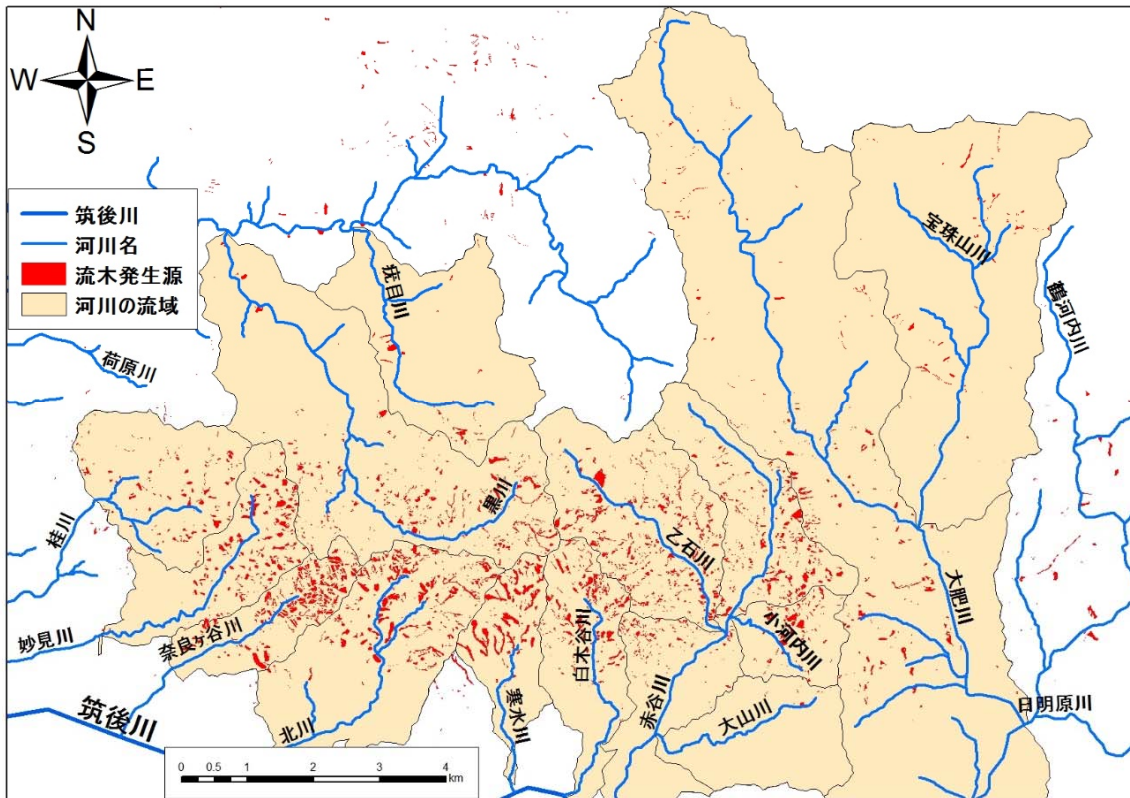 N
W E
S
筑後川
河川名
流木発生源
河川の流域
宝珠山川
疣目川
鶴河内川
荷原川
黒川
桂川
乙石川
大肥川
小河内川
妙見川
奈良ヶ谷川
白木谷川
赤谷川
寒水川
大山川
日明原川
筑後川
北川
0 0.5 1 2 3 4
km